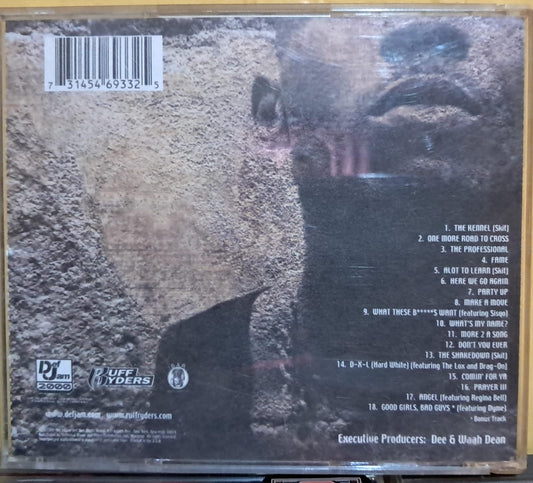 7 31454 69332 5
1. THE KENNEL (Skit)
2. ONE MORE ROAD TO CROSS
3. THE PROFESSIONAL
4. FAME
5. ALOT TO LEARN (Skit)
6. HERE WE GO AGAIN
7. PARTY UP
8. MAKE A MOVE
9. WHAT THESE B*****S WANT (featuring Sisqo)
10. WHAT'S MY NAME?
11. MORE 2 A SONG
12. DON'T YOU EVER
13. THE SHAKEDOWN (Skit)
14. D-X-L (Hard White) (featuring The Lox and Drag-On)
15. COMIN' FOR YA
16. PRAYER III
17. ANGEL (featuring Regina Bell)
18. GOOD GIRLS, BAD GUYS * (featuring Dyme)
* Bonus Track
Def Jam
2000
RUFF
RYDERS
www.defjam.com www.ruffryders.com
Executive Producers: Dee & Waah Dean